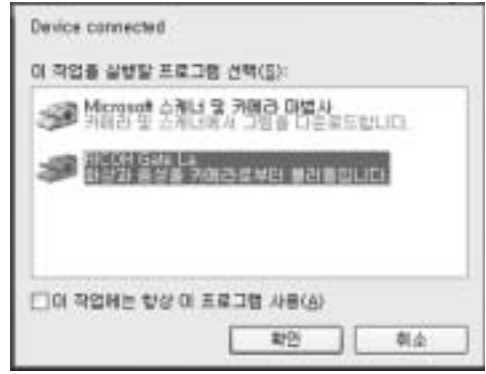 Device connected
이 작업을 실행할 프로그램 선택(E):
Microsoft 스캐너 및 카메라 마법사
카메라 및 스캐너에서 그림을 다운로드합니다.
RICOH Gate La
화상과 음성을 카메라로부터 불러들입니다
이 작업에는 항상 이 프로그램 사용(A)
확인
취소